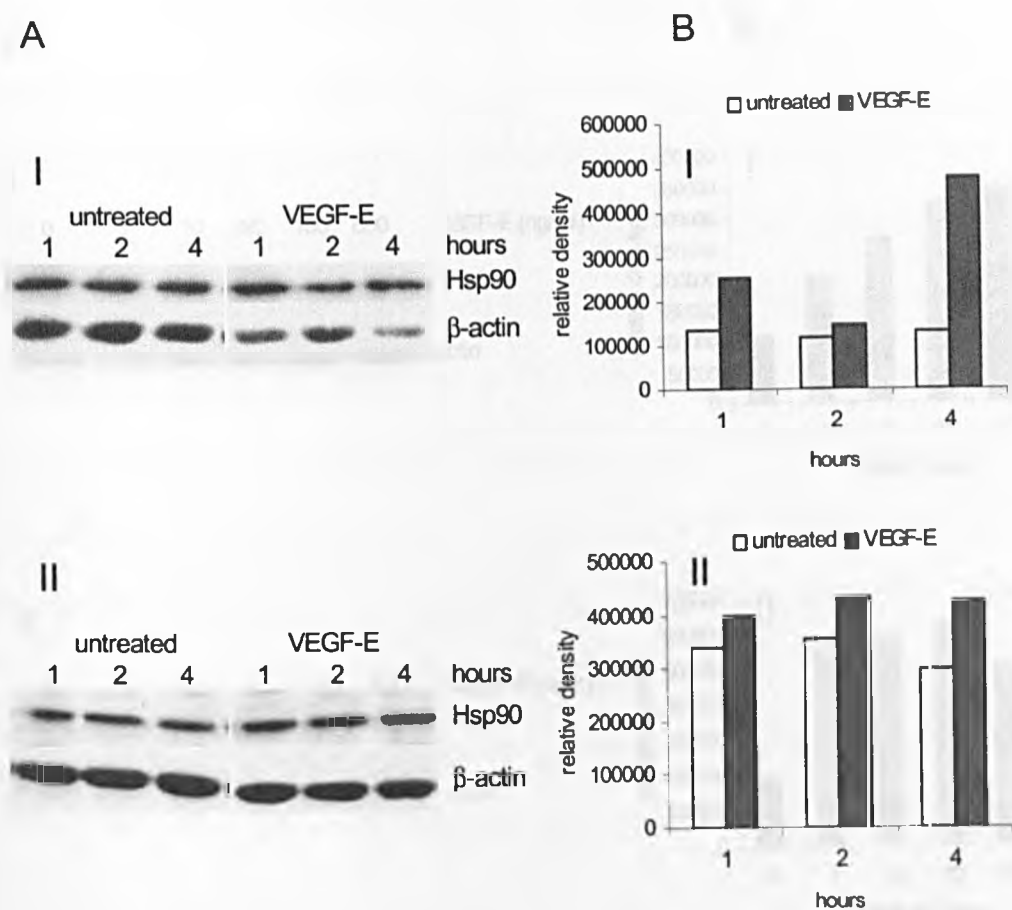 A
I
untreated VEGF-E
1 2 4 1 2 4 hours
Hsp90
β-actin
B
untreated VEGF-E
I
600000
500000
400000
300000
200000
100000
0
relative density
1 2 4
hours
II
untreated VEGF-E
1 2 4 1 2 4 hours
Hsp90
β-actin
untreated VEGF-E
II
500000
400000
300000
200000
100000
0
relative density
1 2 4
hours